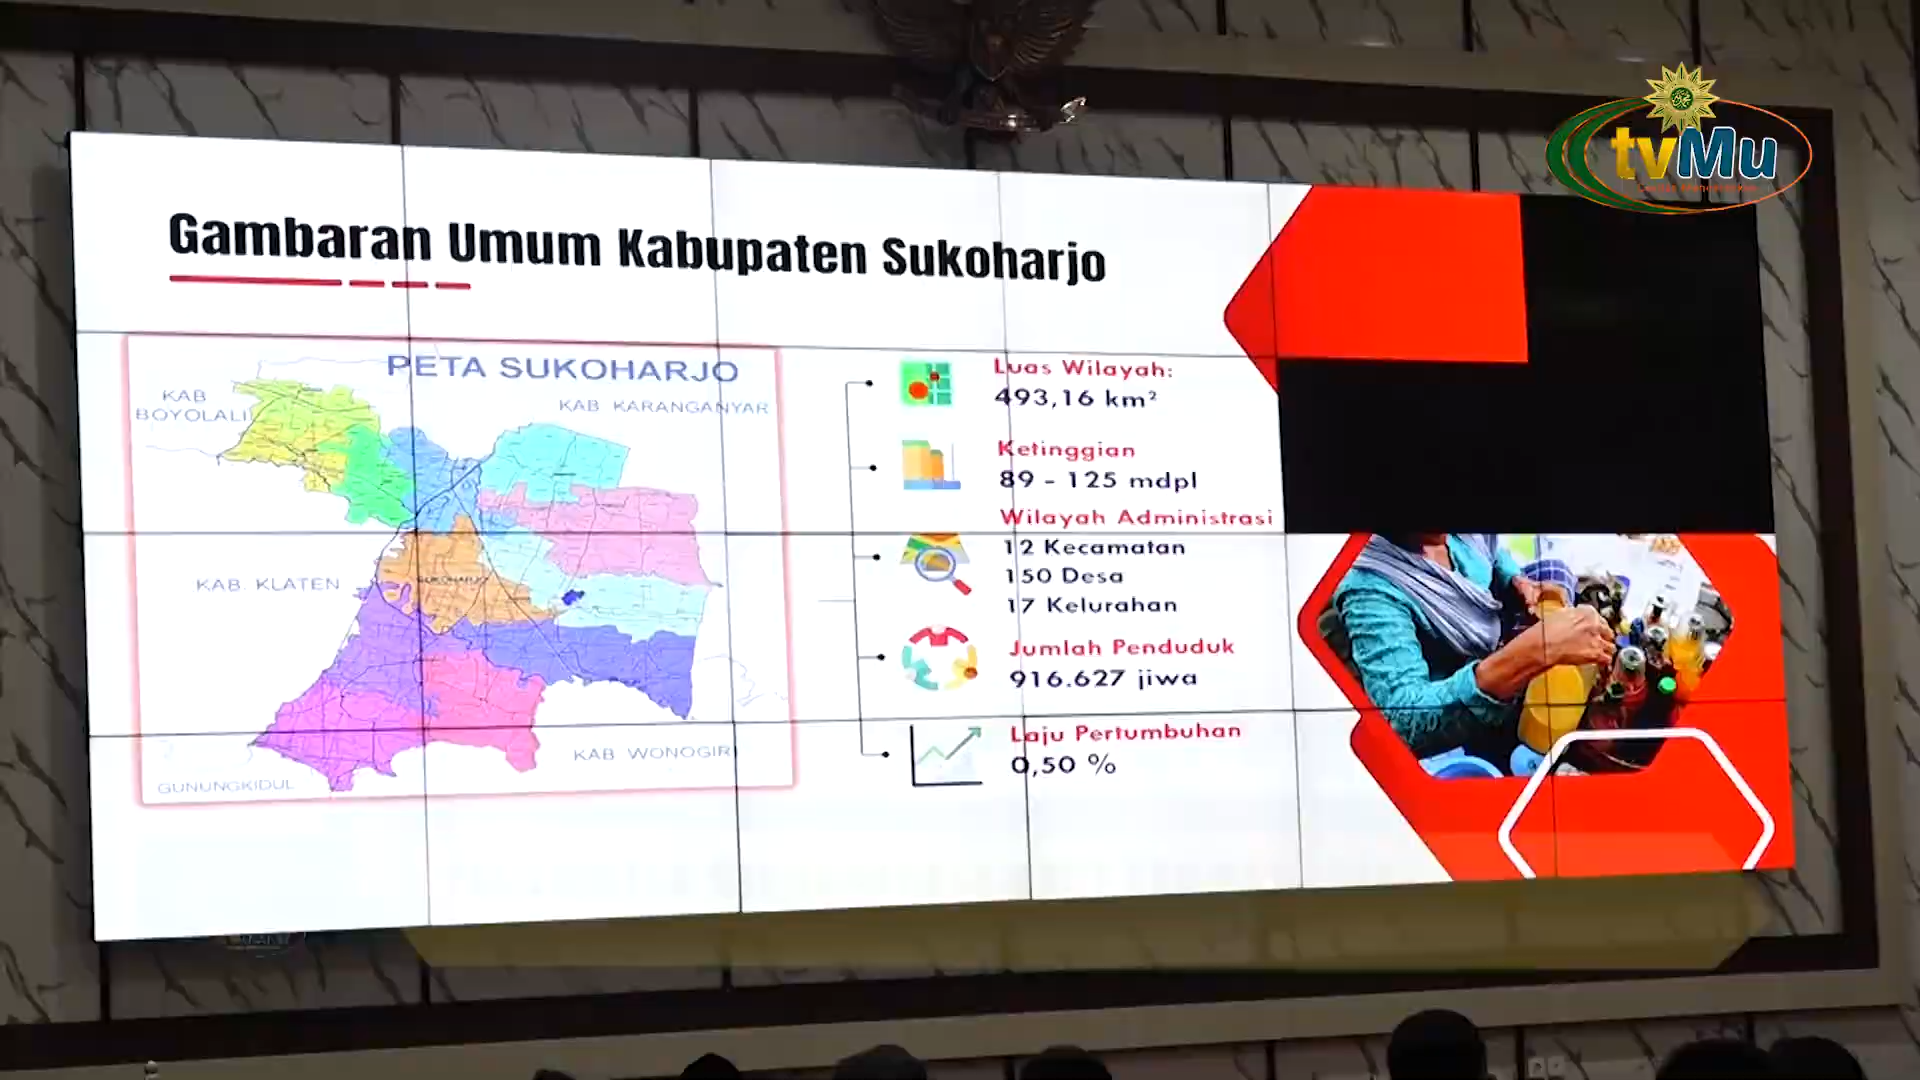 tvMu
Gambaran Umum Kabupaten Sukoharjo
PETA SUKOHARJO
KAB
BOYOLALI
KAB KARANGANYAR
KAB. KLATEN
SUKOHARJO
KAB WONOGIRI
GUNUNGKIDUL
Luas Wilayah:
493,16 km²
Ketinggian
89 - 125 mdpl
Wilayah Administrasi
12 Kecamatan
150 Desa
17 Kelurahan
Jumlah Penduduk
916.627 jiwa
Laju Pertumbuhan
0,50 %